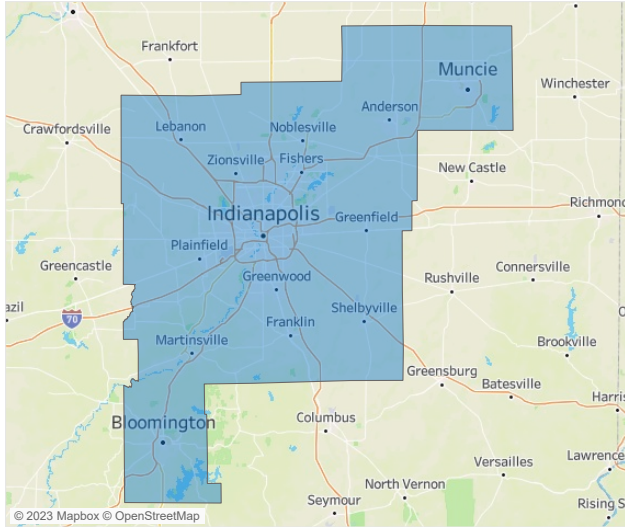 Frankfort
Muncie
Winchester
Anderson
Crawfordsville
Lebanon
Noblesville
Zionsville
Fishers
New Castle
Indianapolis
Richmon
Greenfield
Plainfield
Greencastle
Greenwood
Connersville
Rushville
azil
70
Shelbyville
Franklin
Martinsville
Brookville
Greensburg
Batesville
Harris
Bloomington
Columbus
Lawrence
Versailles
North Vernon
Seymour
Rising S
© 2023 Mapbox © OpenStreetMap